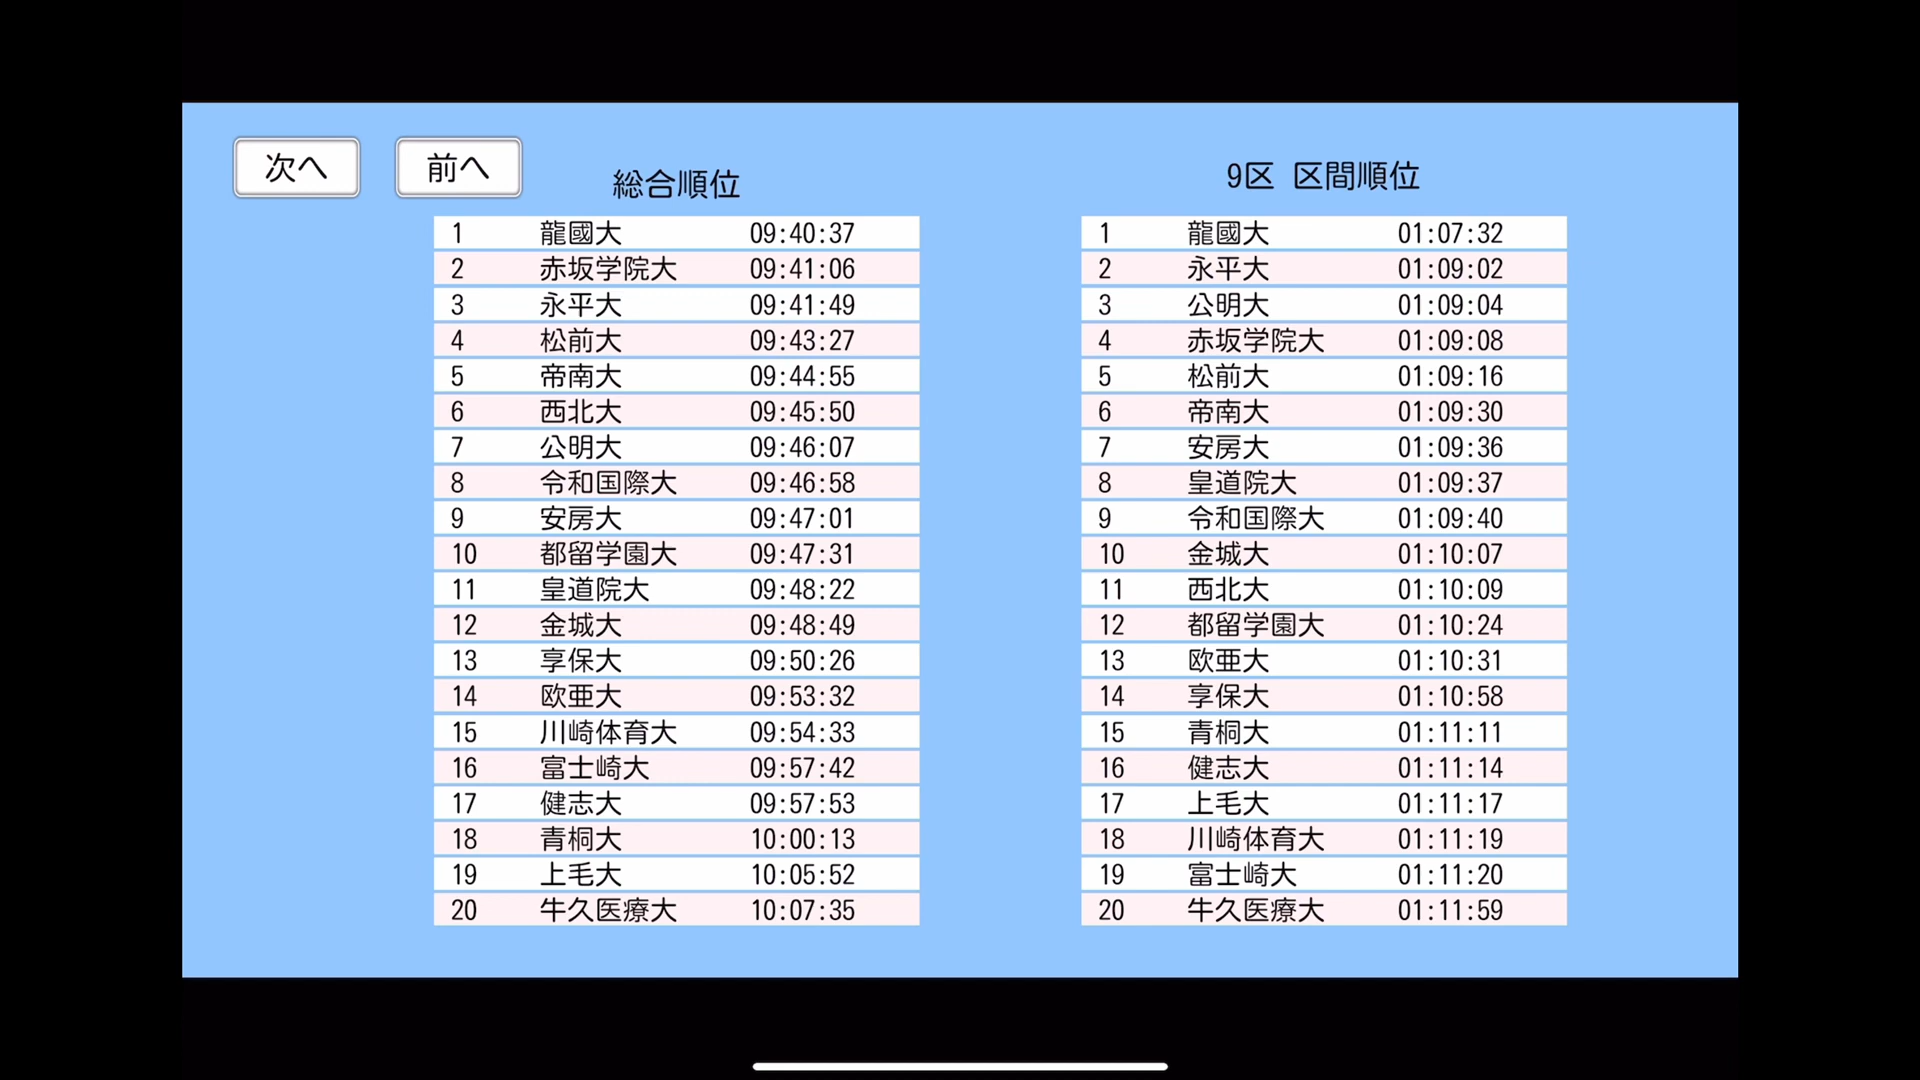 次へ 前へ
総合順位
1 龍國大 09:40:37
2 赤坂学院大 09:41:06
3 永平大 09:41:49
4 松前大 09:43:27
5 帝南大 09:44:55
6 西北大 09:45:50
7 公明大 09:46:07
8 令和国際大 09:46:58
9 安房大 09:47:01
10 都留学園大 09:47:31
11 皇道院大 09:48:22
12 金城大 09:48:49
13 享保大 09:50:26
14 欧亜大 09:53:32
15 川崎体育大 09:54:33
16 富士崎大 09:57:42
17 健志大 09:57:53
18 青桐大 10:00:13
19 上毛大 10:05:52
20 牛久医療大 10:07:35
9区 区間順位
1 龍國大 01:07:32
2 永平大 01:09:02
3 公明大 01:09:04
4 赤坂学院大 01:09:08
5 松前大 01:09:16
6 帝南大 01:09:30
7 安房大 01:09:36
8 皇道院大 01:09:37
9 令和国際大 01:09:40
10 金城大 01:10:07
11 西北大 01:10:09
12 都留学園大 01:10:24
13 欧亜大 01:10:31
14 享保大 01:10:58
15 青桐大 01:11:11
16 健志大 01:11:14
17 上毛大 01:11:17
18 川崎体育大 01:11:19
19 富士崎大 01:11:20
20 牛久医療大 01:11:59